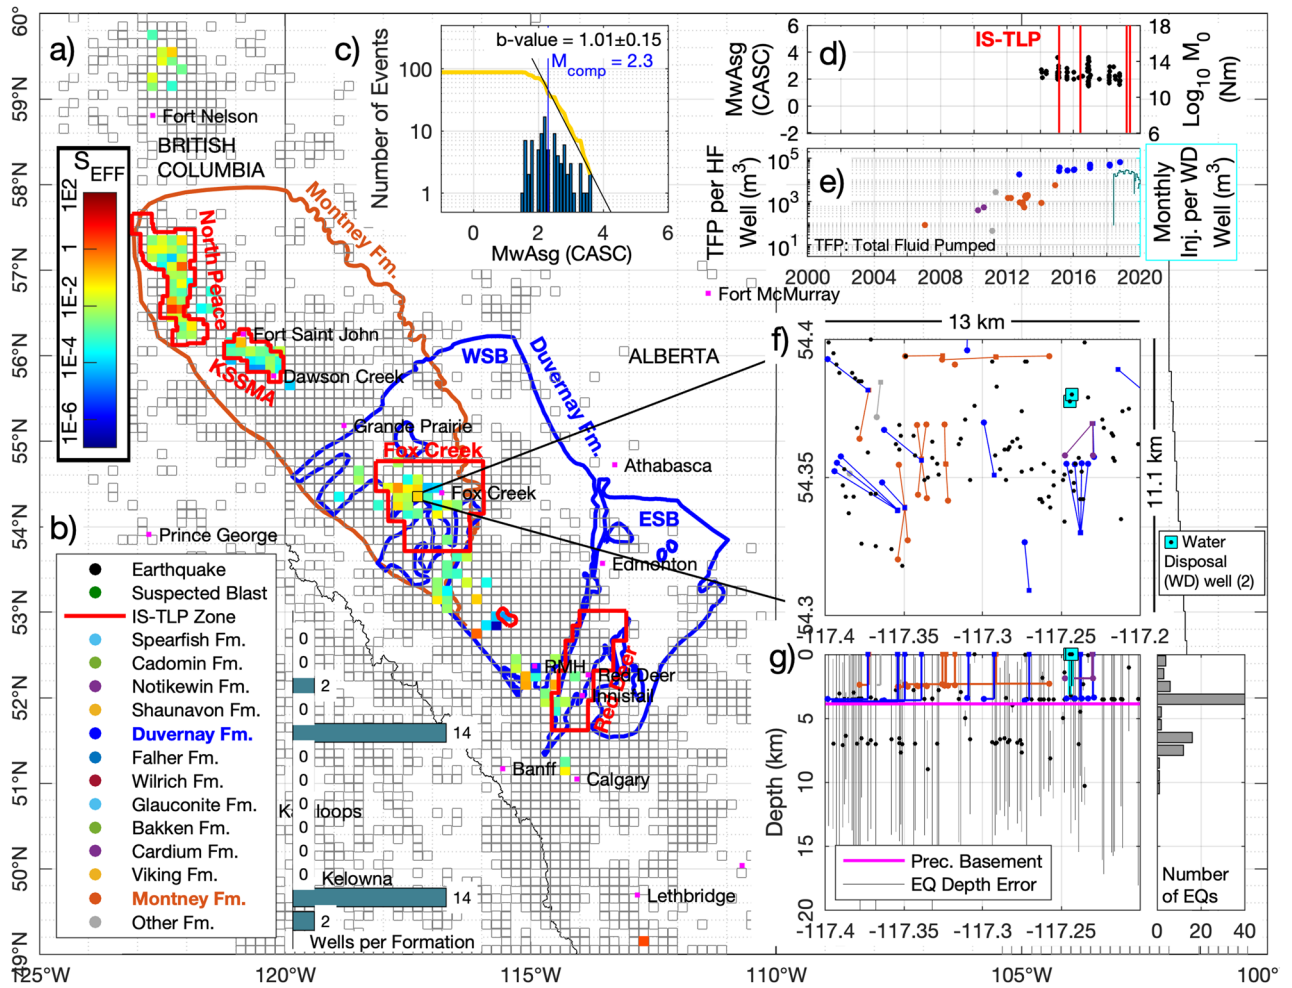 60°
59°N
58°N
57°N
56°N
55°N
54°N
53°N
52°N
51°N
50°N
49°N
125°W
120°W
115°W
110°W
105°W
100°
a)
Fort Nelson
BRITISH
COLUMBIA
S EFF
1E2
1
1E-2
1E-4
1E-6
North Peace
Montney Fm.
Fort Saint John
KSSMA
Dawson Creek
WSB
Duvernay Fm.
ALBERTA
Fort McMurray
Grande Prairie
Fox Creek
Fox Creek
Athabasca
ESB
Edmonton
Prince George
RMH
Red Deer
Innisfail
Red Deer
Banff
Calgary
Kelowna
Lethbridge
b)
Earthquake
Suspected Blast
IS-TLP Zone
Spearfish Fm.
Cadomin Fm.
Notikewin Fm.
Shaunavon Fm.
Duvernay Fm.
Falher Fm.
Wilrich Fm.
Glauconite Fm.
Bakken Fm.
Cardium Fm.
Viking Fm.
Montney Fm.
Other Fm.
0
0
2
0
14
0
0
0
0
0
0
14
2
Wells per Formation
c)
Number of Events
100
10
1
b-value = 1.01±0.15
M comp = 2.3
0
2
4
6
MwAsg (CASC)
d)
IS-TLP
MwAsg
(CASC)
6
4
2
0
-2
18
14
10
6
Log10 M0
(Nm)
e)
TFP per HF
Well (m³)
10⁵
10³
10¹
TFP: Total Fluid Pumped
2000
2004
2008
2012
2016
2020
Monthly
Inj. per WD
Well (m³)
f)
13 km
11.1 km
54.4
54.35
54.3
-117.4
-117.35
-117.3
-117.25
-117.2
Water
Disposal
(WD) well (2)
g)
0
5
10
15
20
Depth (km)
Prec. Basement
EQ Depth Error
-117.4
-117.35
-117.3
-117.25
Number
of EQs
0
20
40